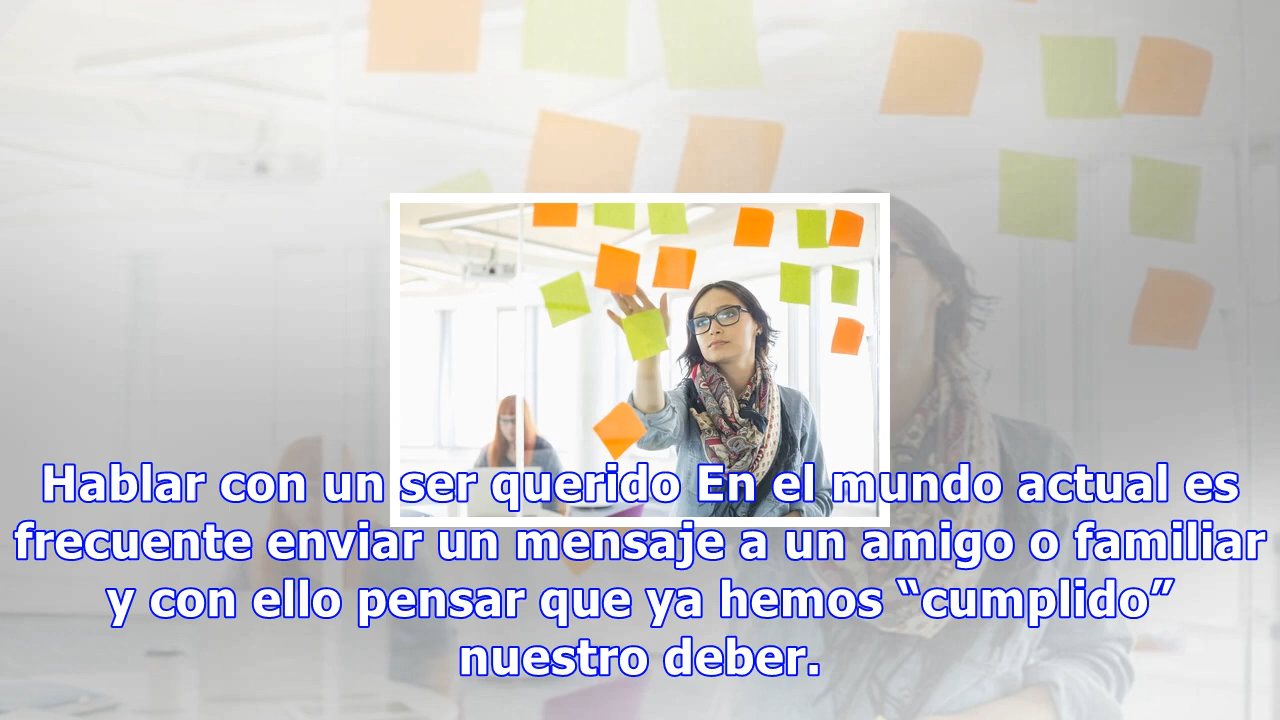 Hablar con un ser querido En el mundo actual es
frecuente enviar un mensaje a un amigo o familiar
y con ello pensar que ya hemos “cumplido”
nuestro deber.